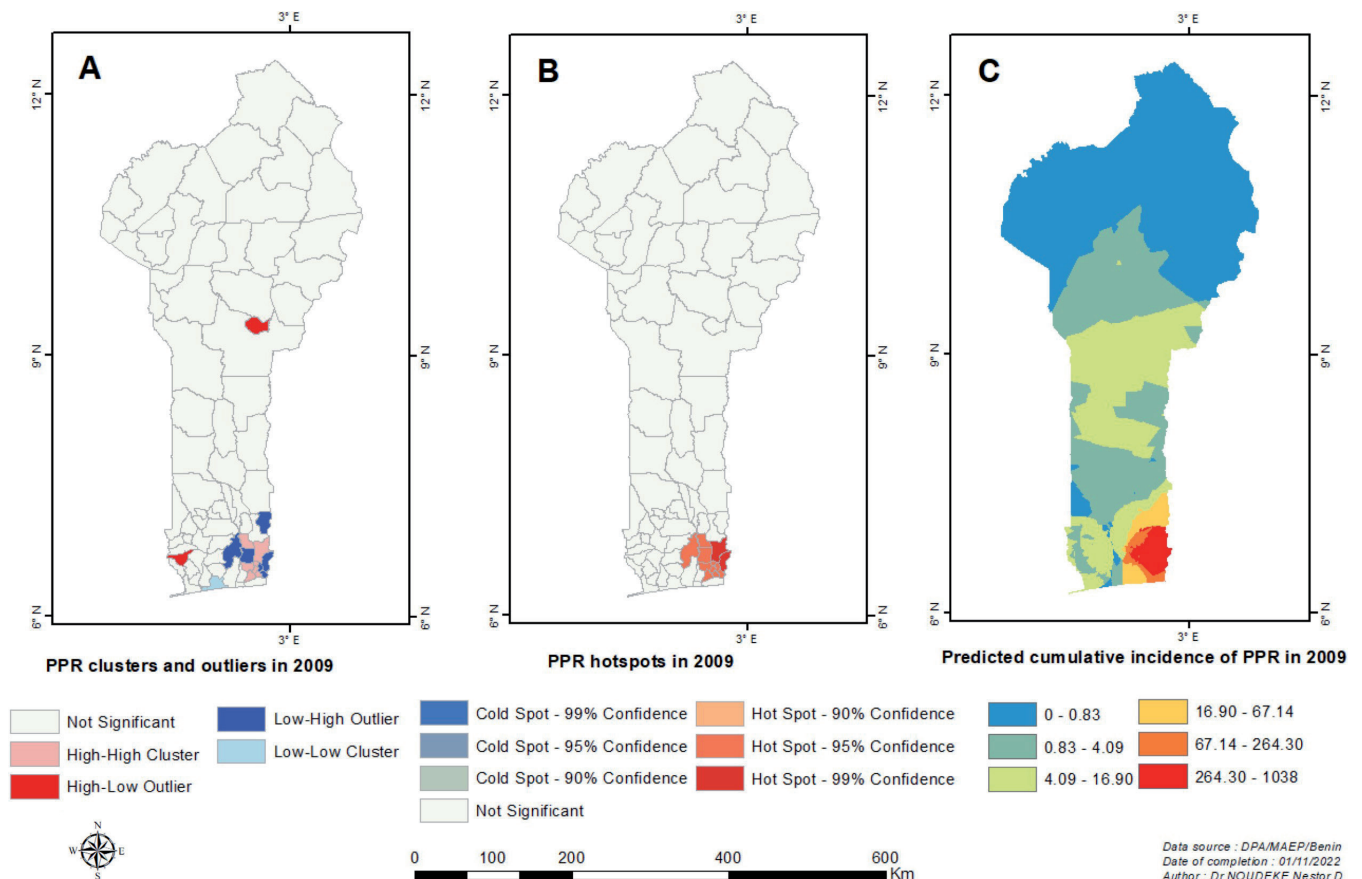 3° E
3° E
3° E
A
B
C
12° N
12° N
12° N
12° N
9° N
9° N
9° N
9° N
6° N
6° N
6° N
6° N
3° E
3° E
3° E
PPR clusters and outliers in 2009
PPR hotspots in 2009
Predicted cumulative incidence of PPR in 2009
Not Significant
High-High Cluster
High-Low Outlier
Low-High Outlier
Low-Low Cluster
Cold Spot - 99% Confidence
Cold Spot - 95% Confidence
Cold Spot - 90% Confidence
Not Significant
Hot Spot - 90% Confidence
Hot Spot - 95% Confidence
Hot Spot - 99% Confidence
0 - 0.83
0.83 - 4.09
4.09 - 16.90
16.90 - 67.14
67.14 - 264.30
264.30 - 1038
N
W E
S
0 100 200 400 600
Km
Data source : DPA/MAEP/Benin
Date of completion : 01/11/2022
Author : Dr NOUDEKE Nestor D